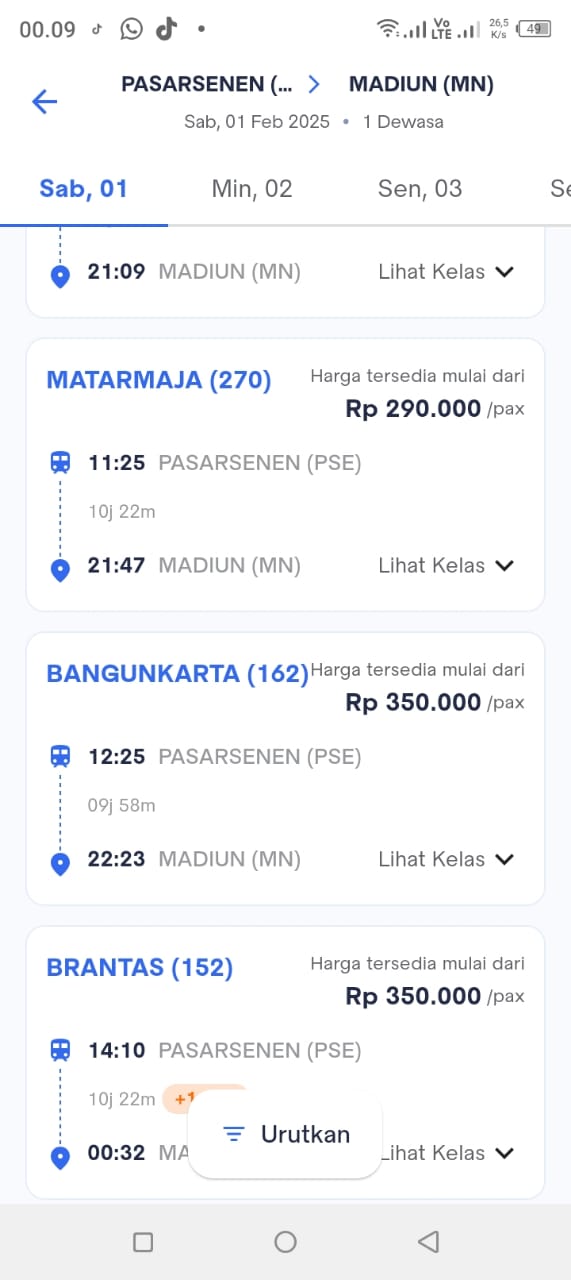 00.09
Vo LTE 26,5 K/s 49
PASARSENEN (... MADIUN (MN)
Sab, 01 Feb 2025 • 1 Dewasa
Sab, 01 Min, 02 Sen, 03 Se
21:09 MADIUN (MN) Lihat Kelas
MATARMAJA (270) Harga tersedia mulai dari
Rp 290.000 /pax
11:25 PASARSENEN (PSE)
10j 22m
21:47 MADIUN (MN) Lihat Kelas
BANGUNKARTA (162) Harga tersedia mulai dari
Rp 350.000 /pax
12:25 PASARSENEN (PSE)
09j 58m
22:23 MADIUN (MN) Lihat Kelas
BRANTAS (152) Harga tersedia mulai dari
Rp 350.000 /pax
14:10 PASARSENEN (PSE)
10j 22m +1
Urutkan
00:32 MA Lihat Kelas